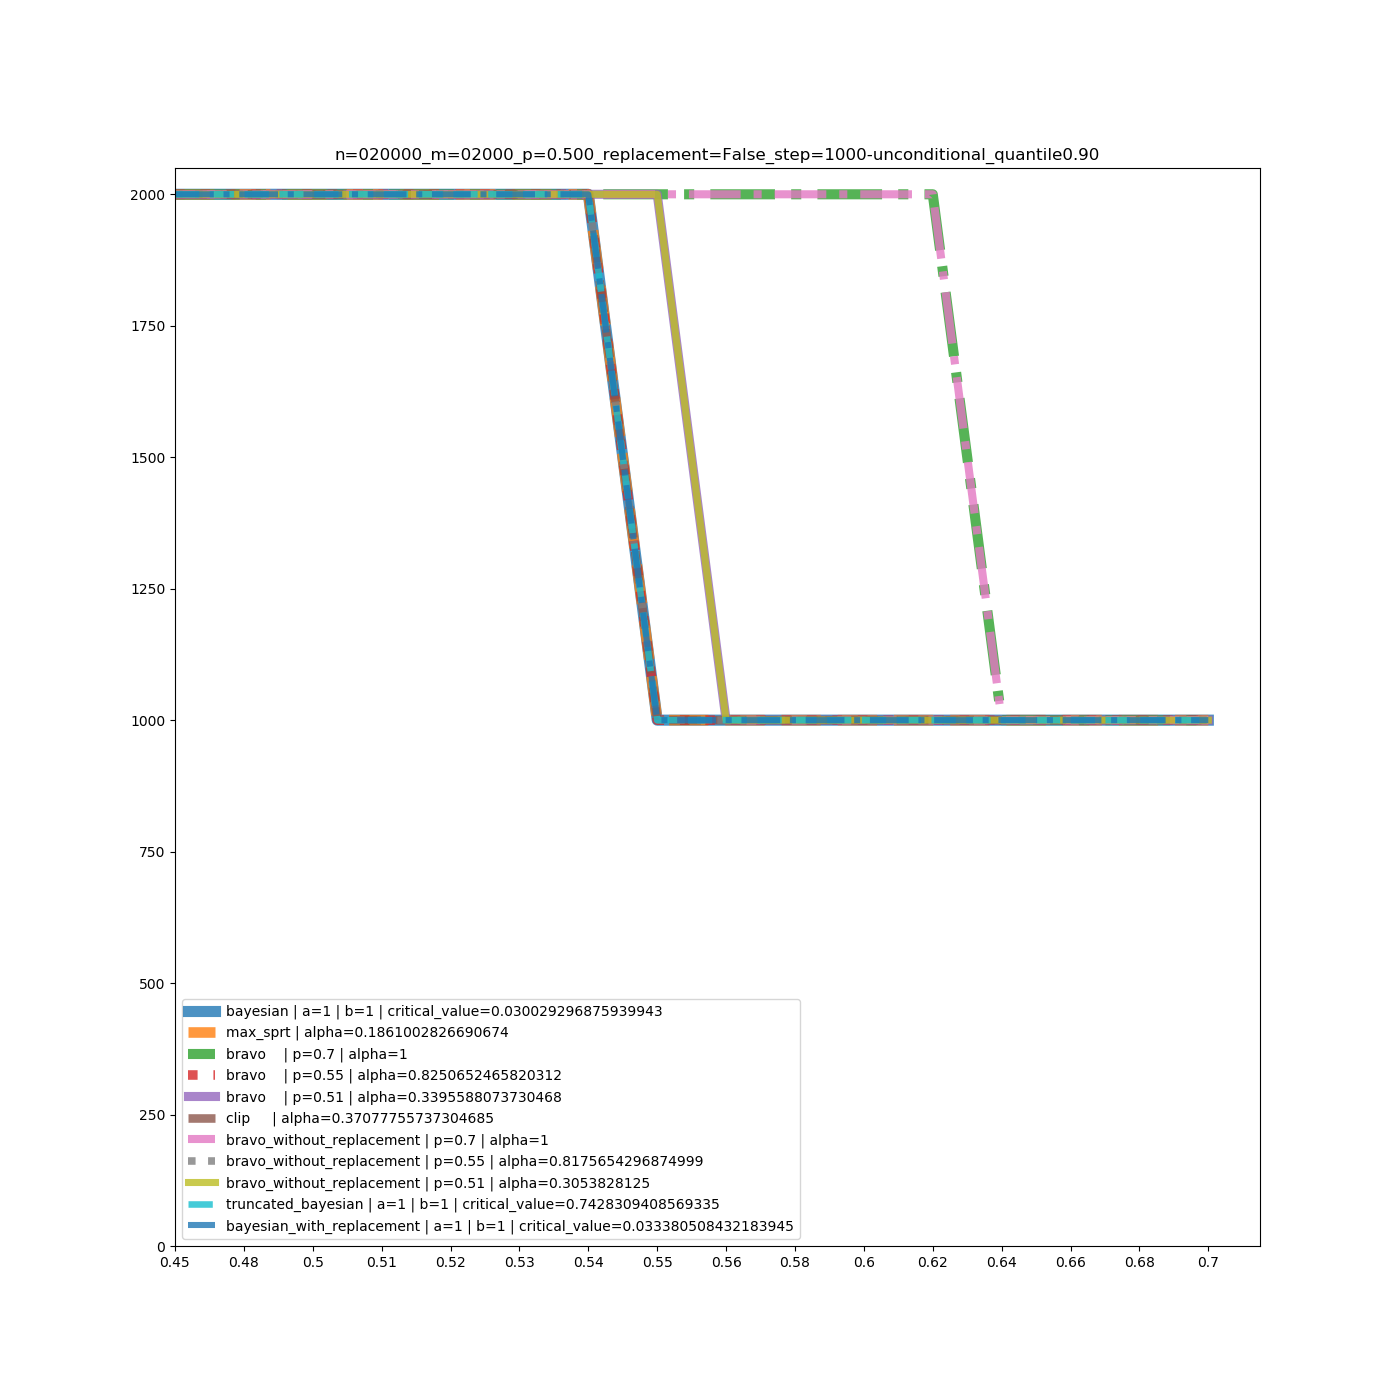 n=020000_m=02000_p=0.500_replacement=False_step=1000-unconditional_quantile0.90
2000
1750
1500
1250
1000
750
500
250
0
bayesian | a=1 | b=1 | critical_value=0.030029296875939943
max_sprt | alpha=0.1861002826690674
bravo    | p=0.7 | alpha=1
bravo    | p=0.55 | alpha=0.8250652465820312
bravo    | p=0.51 | alpha=0.3395588073730468
clip     | alpha=0.37077755737304685
bravo_without_replacement | p=0.7 | alpha=1
bravo_without_replacement | p=0.55 | alpha=0.8175654296874999
bravo_without_replacement | p=0.51 | alpha=0.3053828125
truncated_bayesian | a=1 | b=1 | critical_value=0.7428309408569335
bayesian_with_replacement | a=1 | b=1 | critical_value=0.033380508432183945
0.45 0.48 0.5 0.51 0.52 0.53 0.54 0.55 0.56 0.58 0.6 0.62 0.64 0.66 0.68 0.7